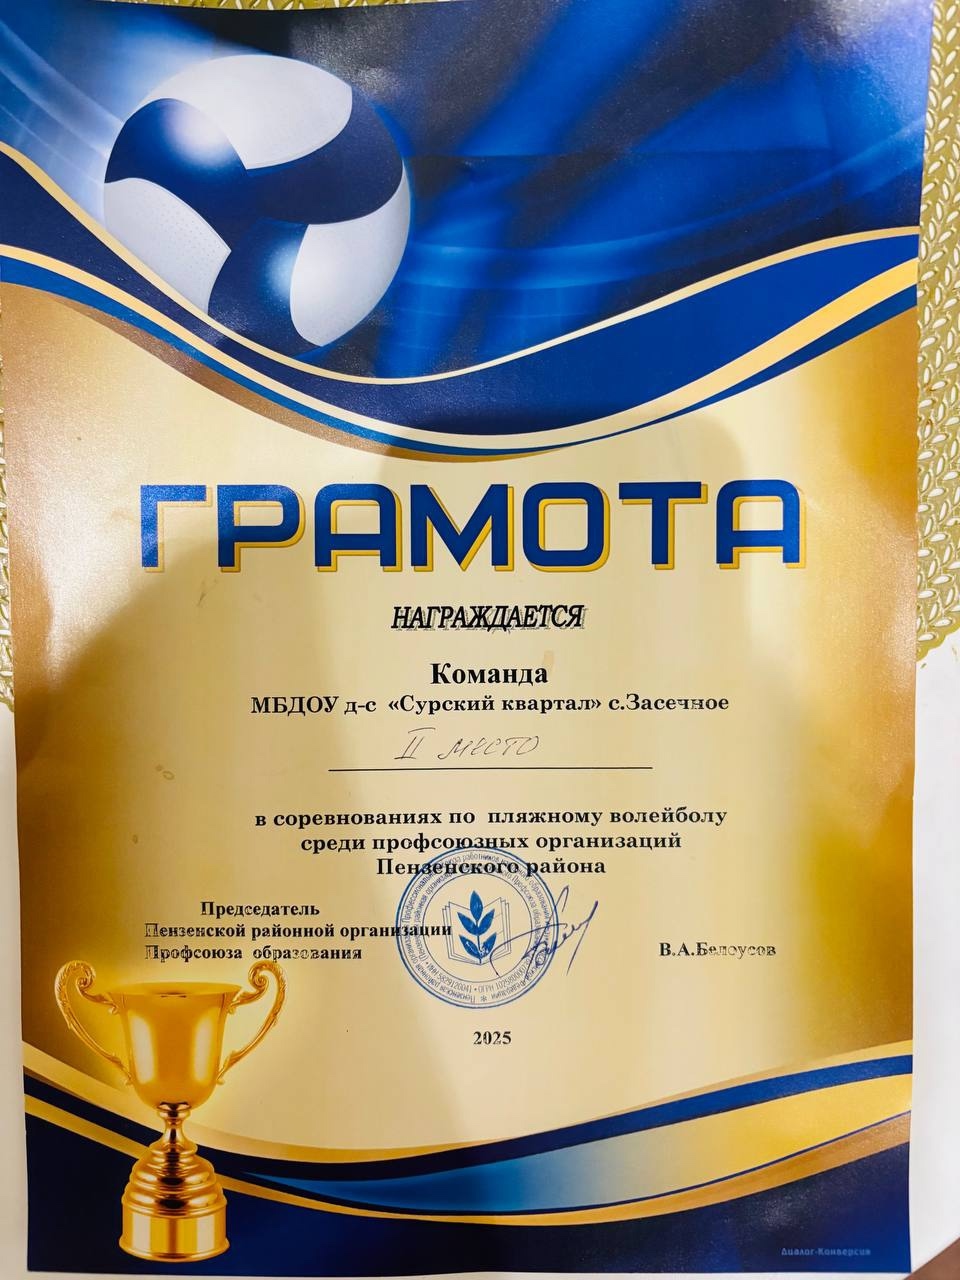 ГРАМОТА
НАГРАЖДАЕТСЯ
Команда
МБДОУ д-с «Сурский квартал» с.Засечное
II место
в соревнованиях по пляжному волейболу
среди профсоюзных организаций
Пензенского района
Председатель
Пензенской районной организации
Профсоюза образования
В.А.Белоусов
2025
Диалог-Конверсия